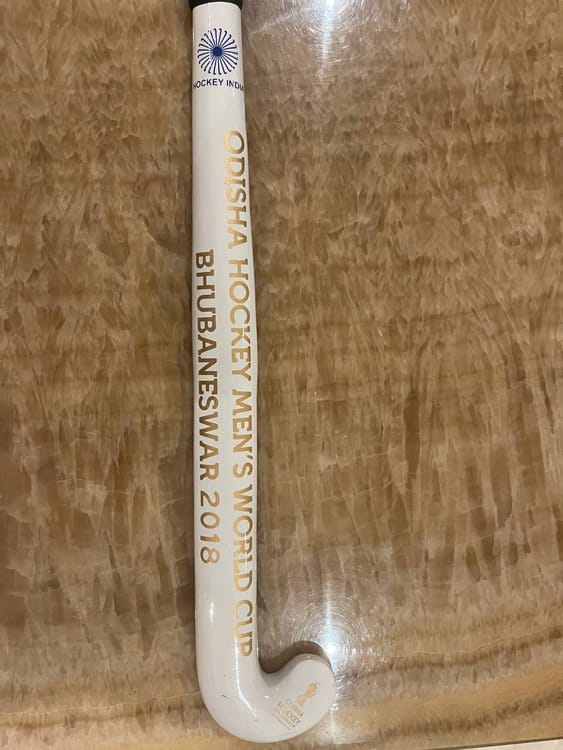 HOCKEY INDIA
ODISHA HOCKEY MEN'S WORLD CUP
BHUBANESWAR 2018